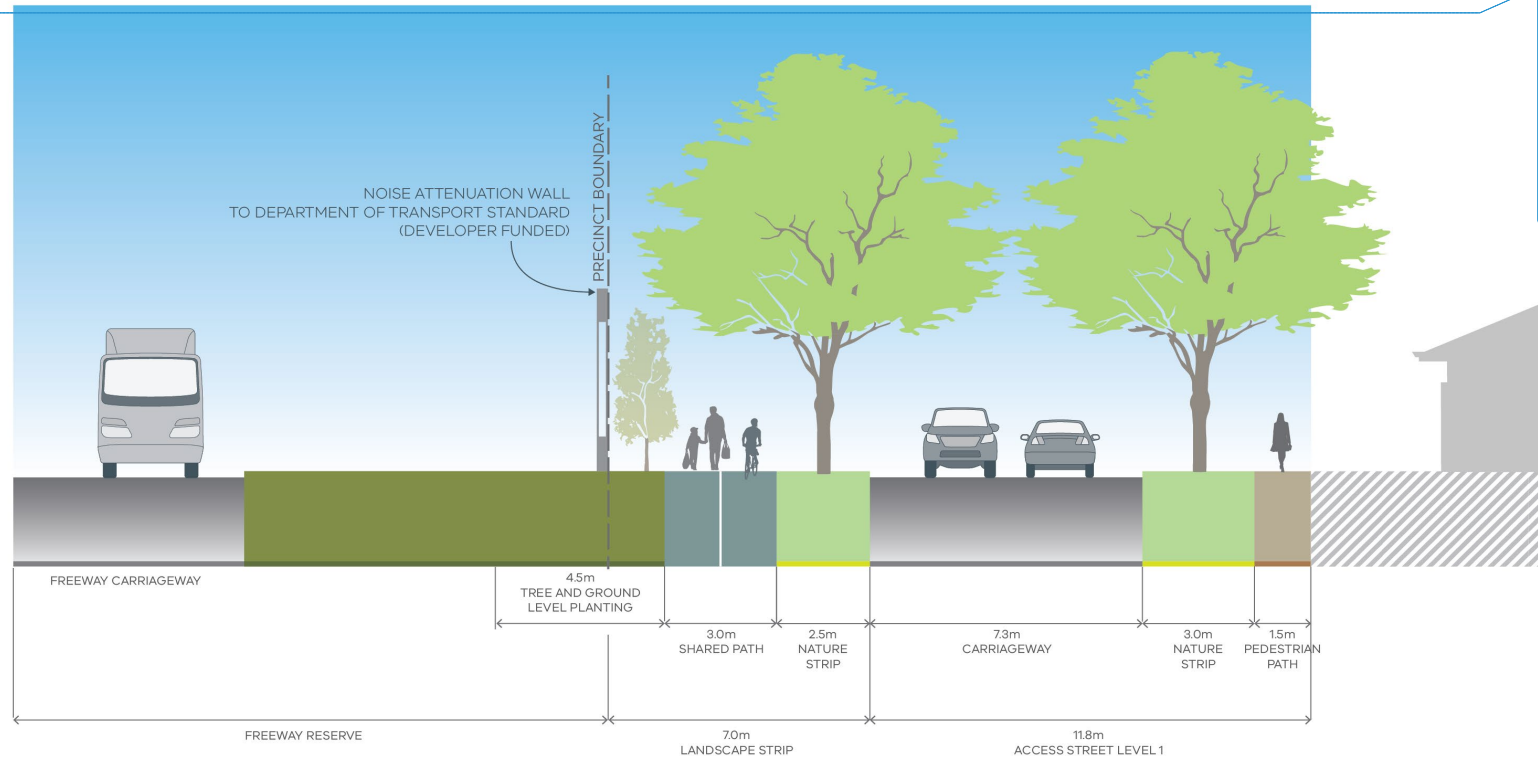 PRECINCT BOUNDARY
NOISE ATTENUATION WALL
TO DEPARTMENT OF TRANSPORT STANDARD
(DEVELOPER FUNDED)
FREEWAY CARRIAGEWAY
4.5m
TREE AND GROUND
LEVEL PLANTING
3.0m
SHARED PATH
2.5m
NATURE
STRIP
7.3m
CARRIAGEWAY
3.0m
NATURE
STRIP
1.5m
PEDESTRIAN
PATH
FREEWAY RESERVE
7.0m
LANDSCAPE STRIP
11.8m
ACCESS STREET LEVEL 1